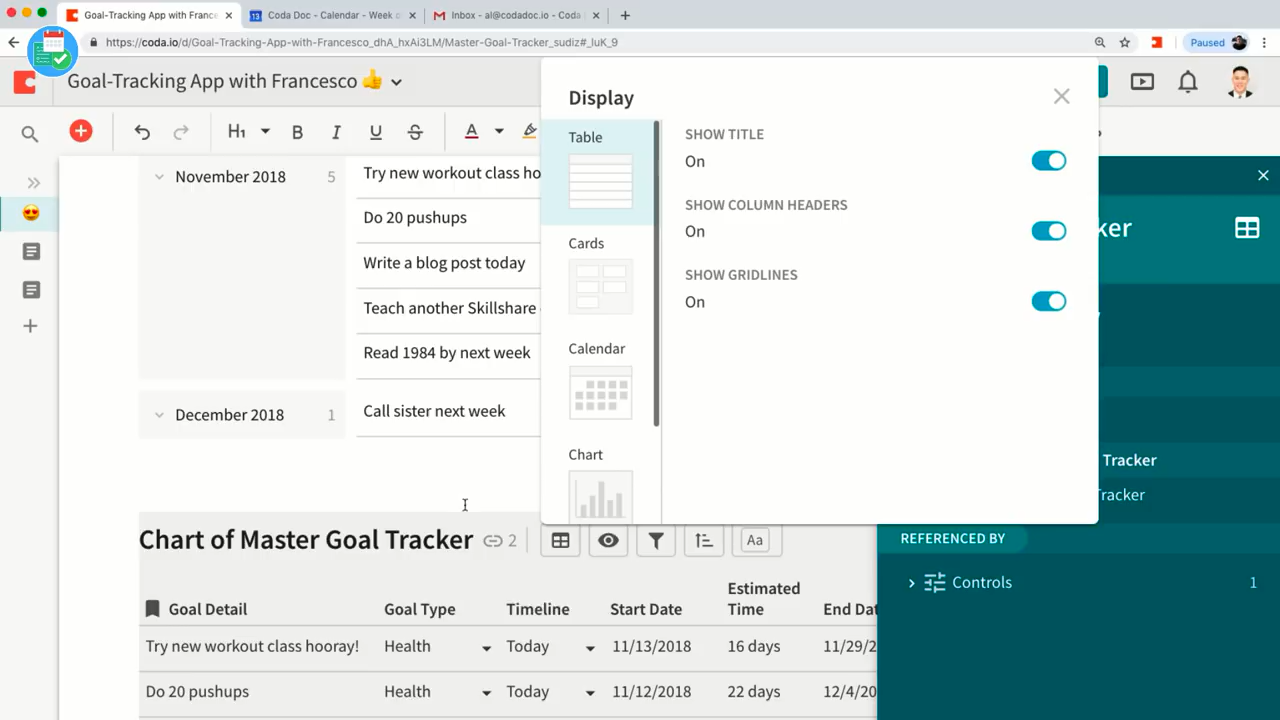 Goal-Tracking App with France
Coda Doc - Calendar - Week o
Inbox - al@codadoc.io - Coda
https://coda.io/d/Goal-Tracking-App-with-Francesco_dhA_hxAi3LM/Master-Goal-Tracker_sudiz#_luK_9
Paused
Goal-Tracking App with Francesco 👍
H1 B I U S A
Display
Table
Cards
Calendar
Chart
SHOW TITLE
On
SHOW COLUMN HEADERS
On
SHOW GRIDLINES
On
November 2018 5
Try new workout class ho
Do 20 pushups
Write a blog post today
Teach another Skillshare
Read 1984 by next week
December 2018 1
Call sister next week
ker
Tracker
Tracker
REFERENCED BY
Controls 1
Chart of Master Goal Tracker 2 Aa
Goal Detail Goal Type Timeline Start Date Estimated Time End Dat
Try new workout class hooray! Health Today 11/13/2018 16 days 11/29/2
Do 20 pushups Health Today 11/12/2018 22 days 12/4/20